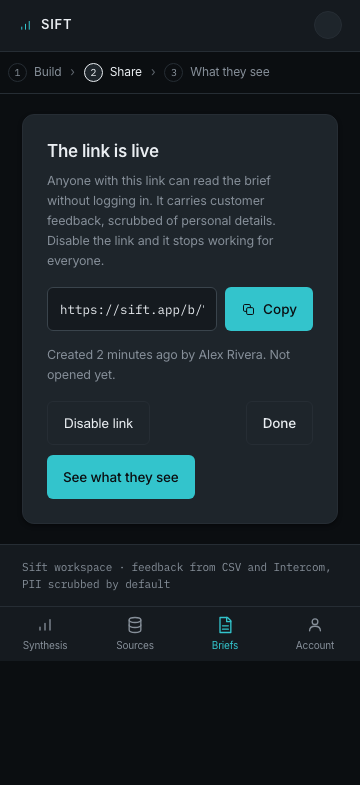 SIFT
1 Build › 2 Share › 3 What they see
The link is live
Anyone with this link can read the brief
without logging in. It carries customer
feedback, scrubbed of personal details.
Disable the link and it stops working for
everyone.
https://sift.app/b/
Copy
Created 2 minutes ago by Alex Rivera. Not
opened yet.
Disable link
Done
See what they see
Sift workspace · feedback from CSV and Intercom,
PII scrubbed by default
Synthesis
Sources
Briefs
Account